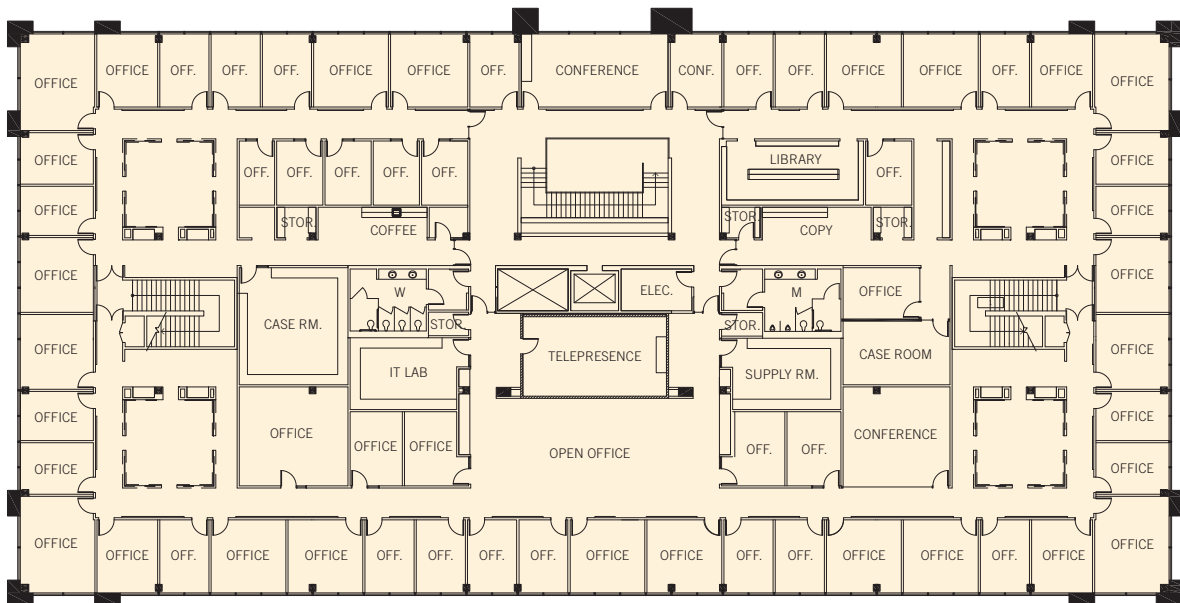 OFFICE
OFFICE
OFF.
OFF.
OFF.
OFFICE
OFFICE
OFF.
CONFERENCE
CONF.
OFF.
OFF.
OFFICE
OFFICE
OFF.
OFFICE
OFFICE
OFFICE
OFF.
OFF.
OFF.
OFF.
OFF.
LIBRARY
OFF.
OFFICE
OFFICE
STOR.
COFFEE
STOR.
COPY
STOR.
OFFICE
OFFICE
W
ELEC.
M
OFFICE
OFFICE
CASE RM.
STOR.
STOR.
OFFICE
IT LAB
TELEPRESENCE
SUPPLY RM.
CASE ROOM
OFFICE
OFFICE
OFFICE
OFFICE
OFFICE
OFFICE
OPEN OFFICE
OFF.
OFF.
CONFERENCE
OFFICE
OFFICE
OFFICE
OFFICE
OFFICE
OFF.
OFFICE
OFFICE
OFF.
OFF.
OFF.
OFF.
OFFICE
OFFICE
OFF.
OFF.
OFFICE
OFFICE
OFF.
OFFICE
OFFICE